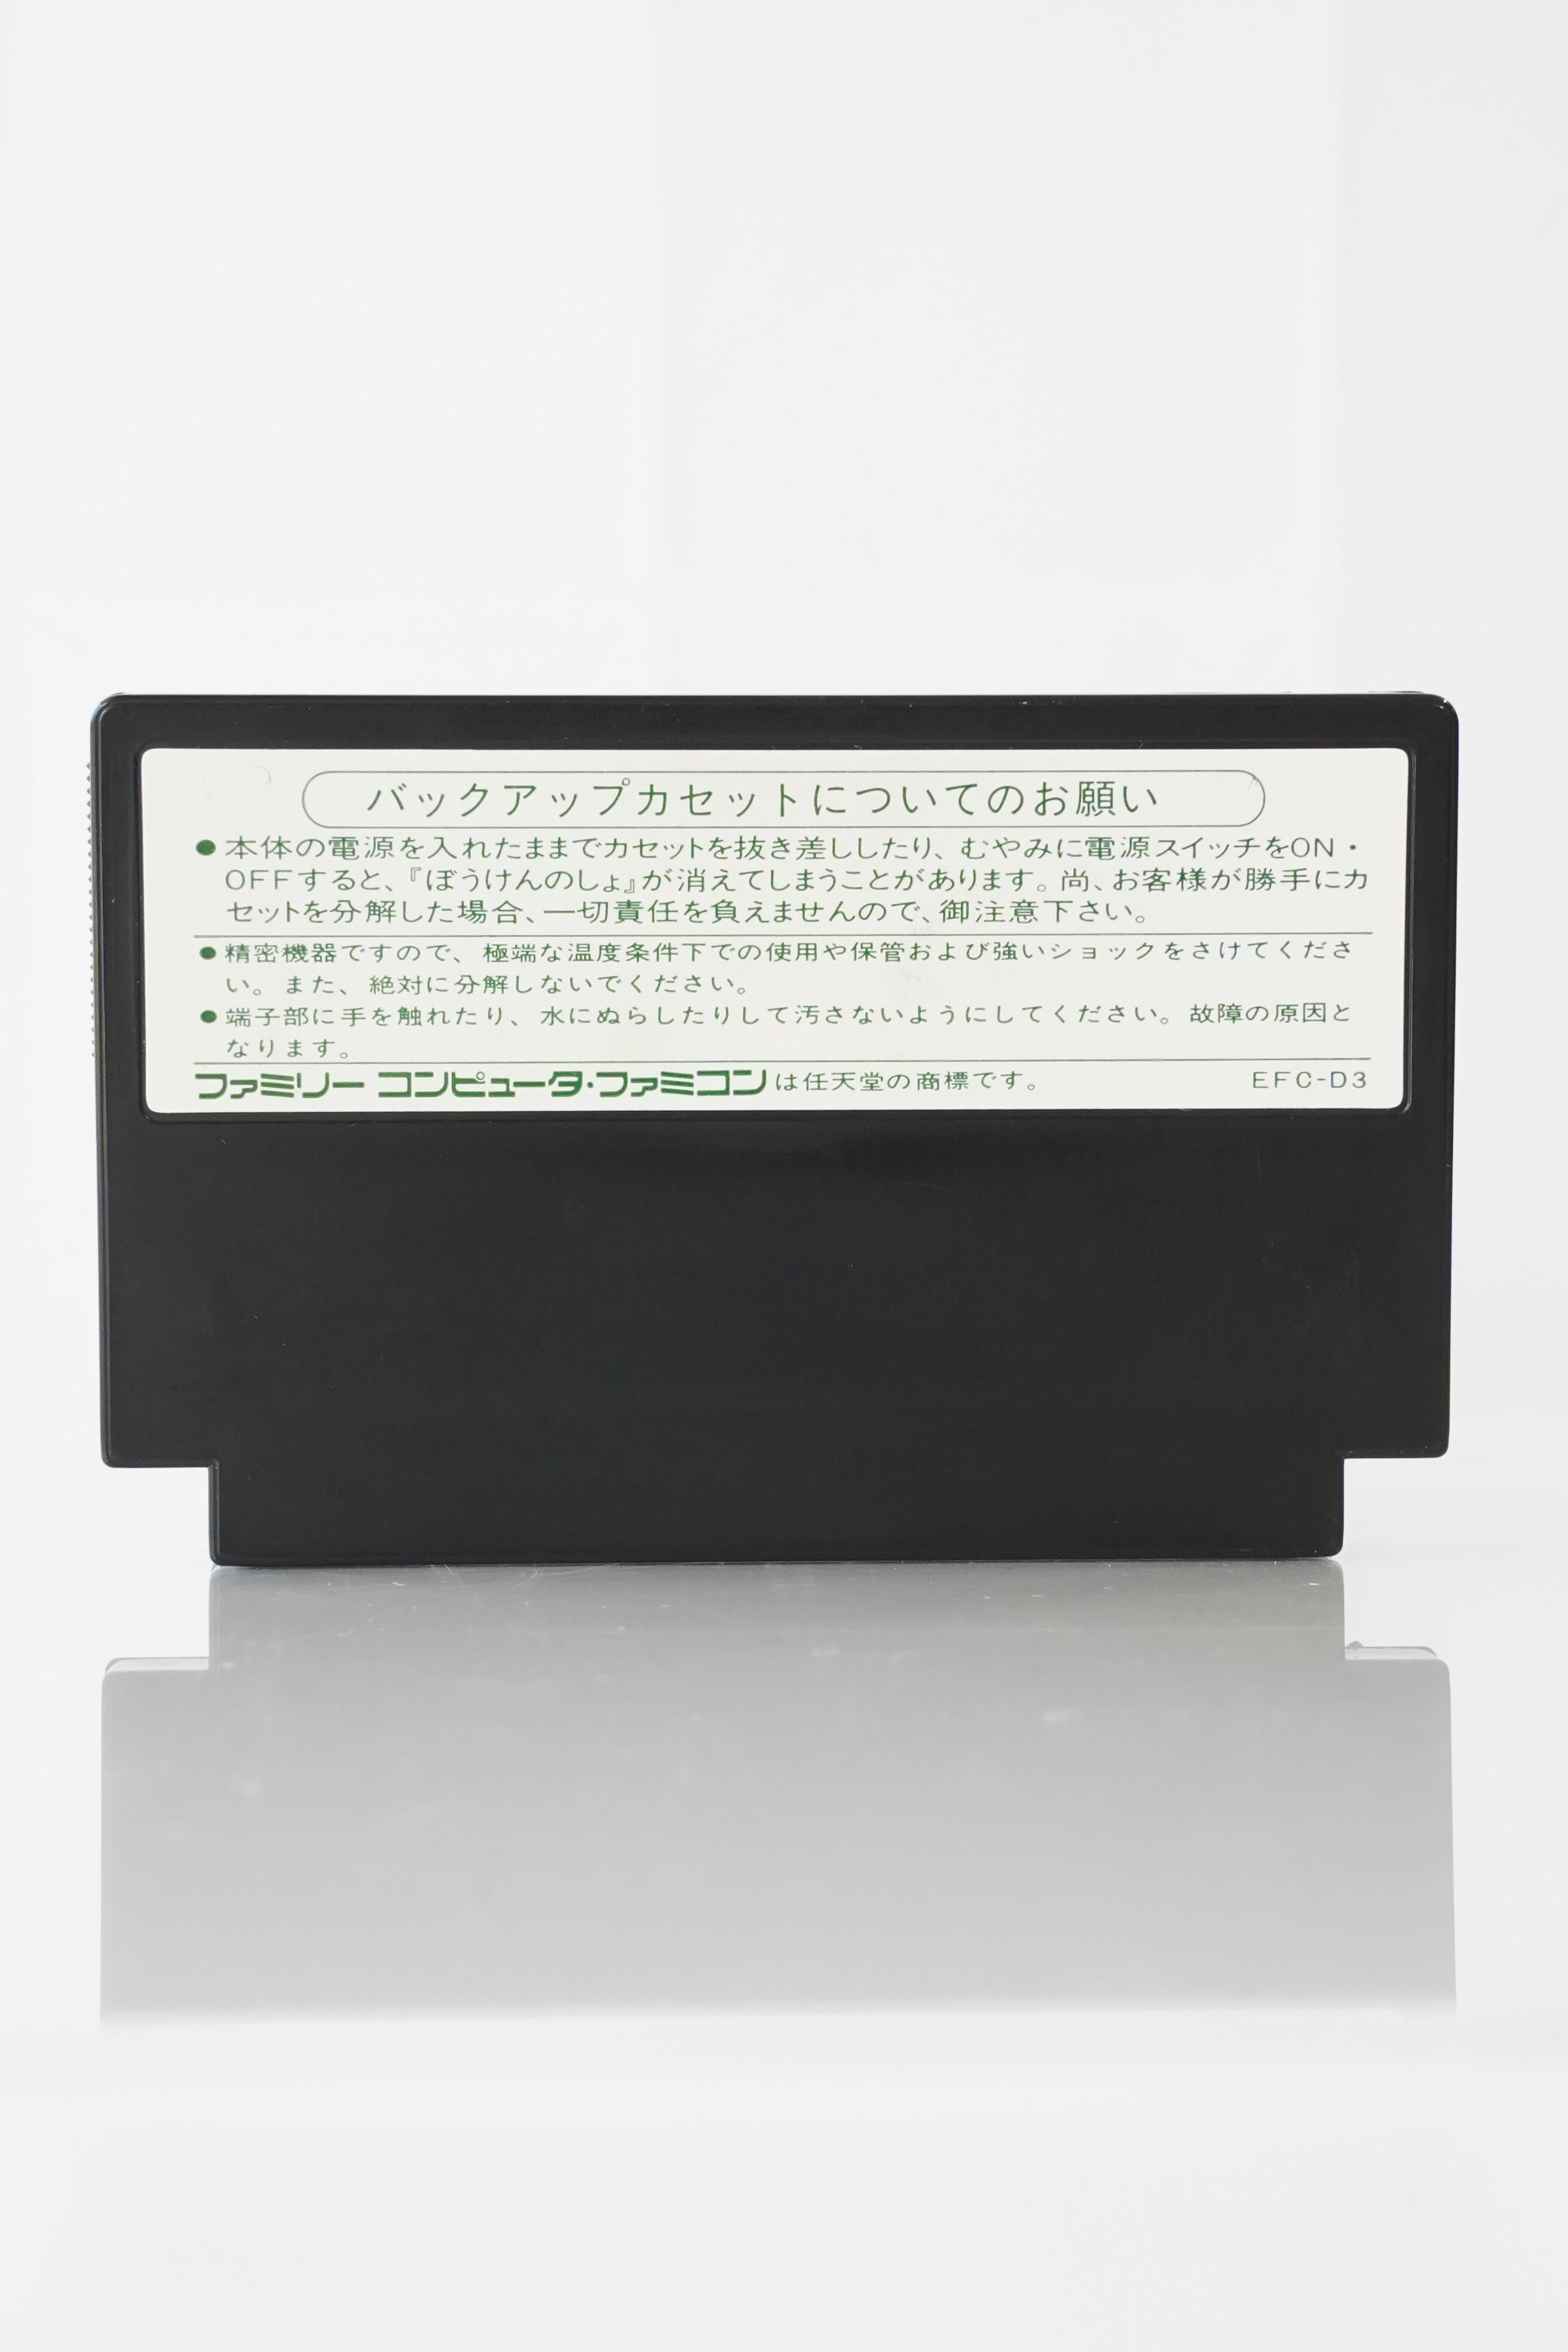 バックアップカセットについてのお願い
●本体の電源を入れたままでカセットを抜き差ししたり、むやみに電源スイッチをON・
OFFすると、『ぼうけんのしょ』が消えてしまうことがあります。尚、お客様が勝手にカ
セットを分解した場合、一切責任を負えませんので、御注意下さい。
●精密機器ですので、極端な温度条件下での使用や保管および強いショックをさけてくださ
い。また、絶対に分解しないでください。
●端子部に手を触れたり、水にぬらしたりして汚さないようにしてください。故障の原因と
なります。
ファミリー コンピュータ・ファミコンは任天堂の商標です。 EFC-D3